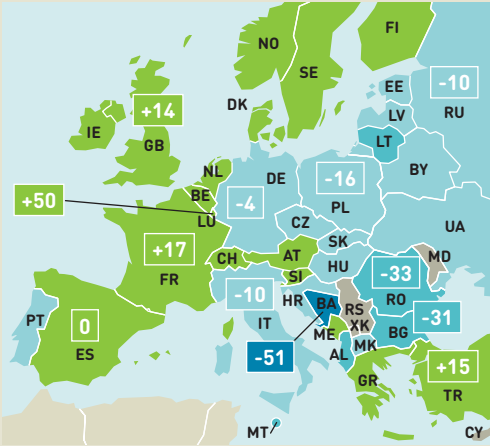 FI
NO
SE
-10
EE
RU
DK
+14
LV
IE
LT
GB
NL
BY
DE
-16
BE
+50
-4
PL
LU
CZ
UA
SK
+17
CH
AT
MD
HU
FR
SI
-33
-10
HR
BA
RS
RO
PT
0
IT
XK
-31
ME
BG
ES
-51
AL
MK
+15
GR
TR
MT
CY